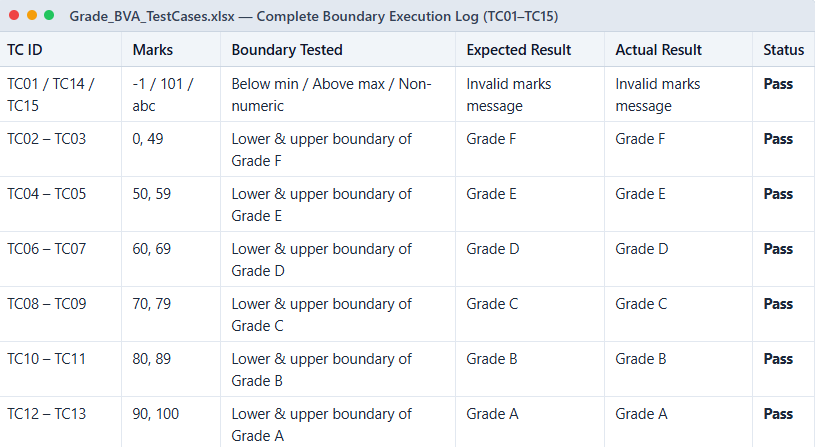 Grade_BVA_TestCases.xlsx — Complete Boundary Execution Log (TC01–TC15)
TC ID Marks Boundary Tested Expected Result Actual Result Status
TC01 / TC14 / TC15 -1 / 101 / abc Below min / Above max / Non-numeric Invalid marks message Invalid marks message Pass
TC02 – TC03 0, 49 Lower & upper boundary of Grade F Grade F Grade F Pass
TC04 – TC05 50, 59 Lower & upper boundary of Grade E Grade E Grade E Pass
TC06 – TC07 60, 69 Lower & upper boundary of Grade D Grade D Grade D Pass
TC08 – TC09 70, 79 Lower & upper boundary of Grade C Grade C Grade C Pass
TC10 – TC11 80, 89 Lower & upper boundary of Grade B Grade B Grade B Pass
TC12 – TC13 90, 100 Lower & upper boundary of Grade A Grade A Grade A Pass